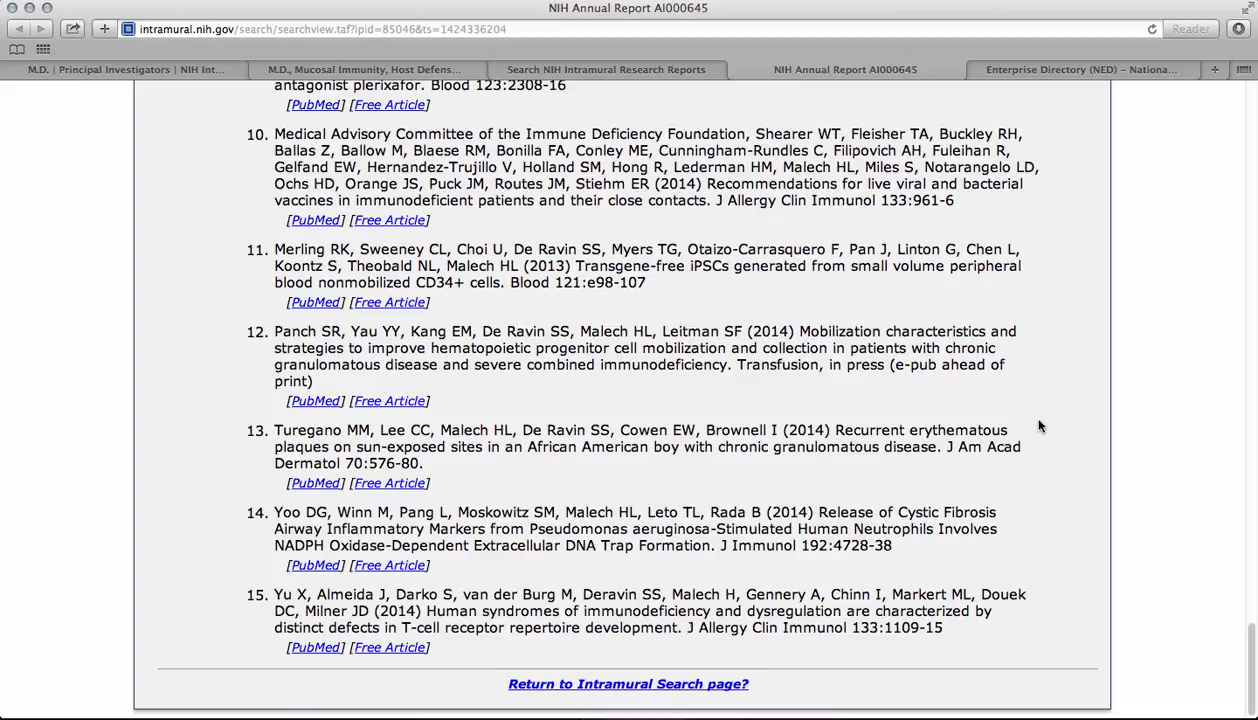 NIH Annual Report AI000645
intramural.nih.gov/search/searchview.taf?ipid=85046&ts=1424336204
Reader
M.D. | Principal Investigators | NIH Int...
M.D., Mucosal Immunity, Host Defens...
Search NIH Intramural Research Reports
NIH Annual Report AI000645
Enterprise Directory (NED) – Nationa...
antagonist plerixafor. Blood 123:2308-16
[PubMed] [Free Article]
10. Medical Advisory Committee of the Immune Deficiency Foundation, Shearer WT, Fleisher TA, Buckley RH,
Ballas Z, Ballow M, Blaese RM, Bonilla FA, Conley ME, Cunningham-Rundles C, Filipovich AH, Fuleihan R,
Gelfand EW, Hernandez-Trujillo V, Holland SM, Hong R, Lederman HM, Malech HL, Miles S, Notarangelo LD,
Ochs HD, Orange JS, Puck JM, Routes JM, Stiehm ER (2014) Recommendations for live viral and bacterial
vaccines in immunodeficient patients and their close contacts. J Allergy Clin Immunol 133:961-6
[PubMed] [Free Article]
11. Merling RK, Sweeney CL, Choi U, De Ravin SS, Myers TG, Otaizo-Carrasquero F, Pan J, Linton G, Chen L,
Koontz S, Theobald NL, Malech HL (2013) Transgene-free iPSCs generated from small volume peripheral
blood nonmobilized CD34+ cells. Blood 121:e98-107
[PubMed] [Free Article]
12. Panch SR, Yau YY, Kang EM, De Ravin SS, Malech HL, Leitman SF (2014) Mobilization characteristics and
strategies to improve hematopoietic progenitor cell mobilization and collection in patients with chronic
granulomatous disease and severe combined immunodeficiency. Transfusion, in press (e-pub ahead of
print)
[PubMed] [Free Article]
13. Turegano MM, Lee CC, Malech HL, De Ravin SS, Cowen EW, Brownell I (2014) Recurrent erythematous
plaques on sun-exposed sites in an African American boy with chronic granulomatous disease. J Am Acad
Dermatol 70:576-80.
[PubMed] [Free Article]
14. Yoo DG, Winn M, Pang L, Moskowitz SM, Malech HL, Leto TL, Rada B (2014) Release of Cystic Fibrosis
Airway Inflammatory Markers from Pseudomonas aeruginosa-Stimulated Human Neutrophils Involves
NADPH Oxidase-Dependent Extracellular DNA Trap Formation. J Immunol 192:4728-38
[PubMed] [Free Article]
15. Yu X, Almeida J, Darko S, van der Burg M, Deravin SS, Malech H, Gennery A, Chinn I, Markert ML, Douek
DC, Milner JD (2014) Human syndromes of immunodeficiency and dysregulation are characterized by
distinct defects in T-cell receptor repertoire development. J Allergy Clin Immunol 133:1109-15
[PubMed] [Free Article]
Return to Intramural Search page?